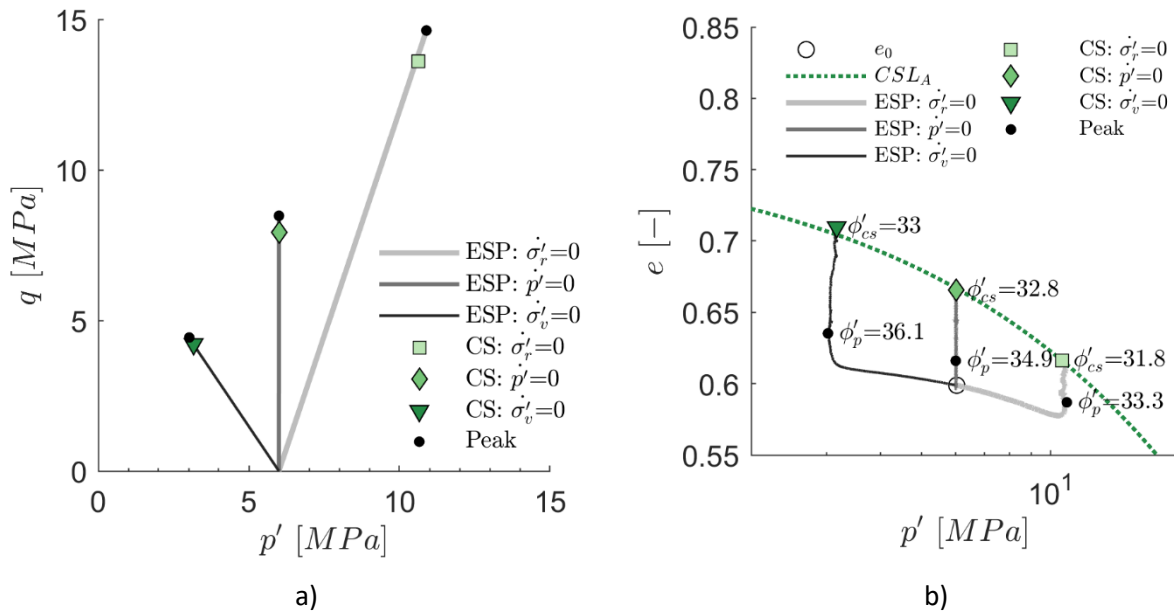 15
10
5
0
q [MPa]
ESP: σ̇′r=0
ESP: ṗ′=0
ESP: σ̇′v=0
CS: σ̇′r=0
CS: ṗ′=0
CS: σ̇′v=0
Peak
0 5 10 15
p′ [MPa]
a)
0.85
0.8
0.75
0.7
0.65
0.6
0.55
e [−]
e0
CSLA
ESP: σ̇′r=0
ESP: ṗ′=0
ESP: σ̇′v=0
CS: σ̇′r=0
CS: ṗ′=0
CS: σ̇′v=0
Peak
ϕ′cs=33
ϕ′cs=32.8
ϕ′p=36.1
ϕ′p=34.9
ϕ′cs=31.8
ϕ′p=33.3
10¹
p′ [MPa]
b)